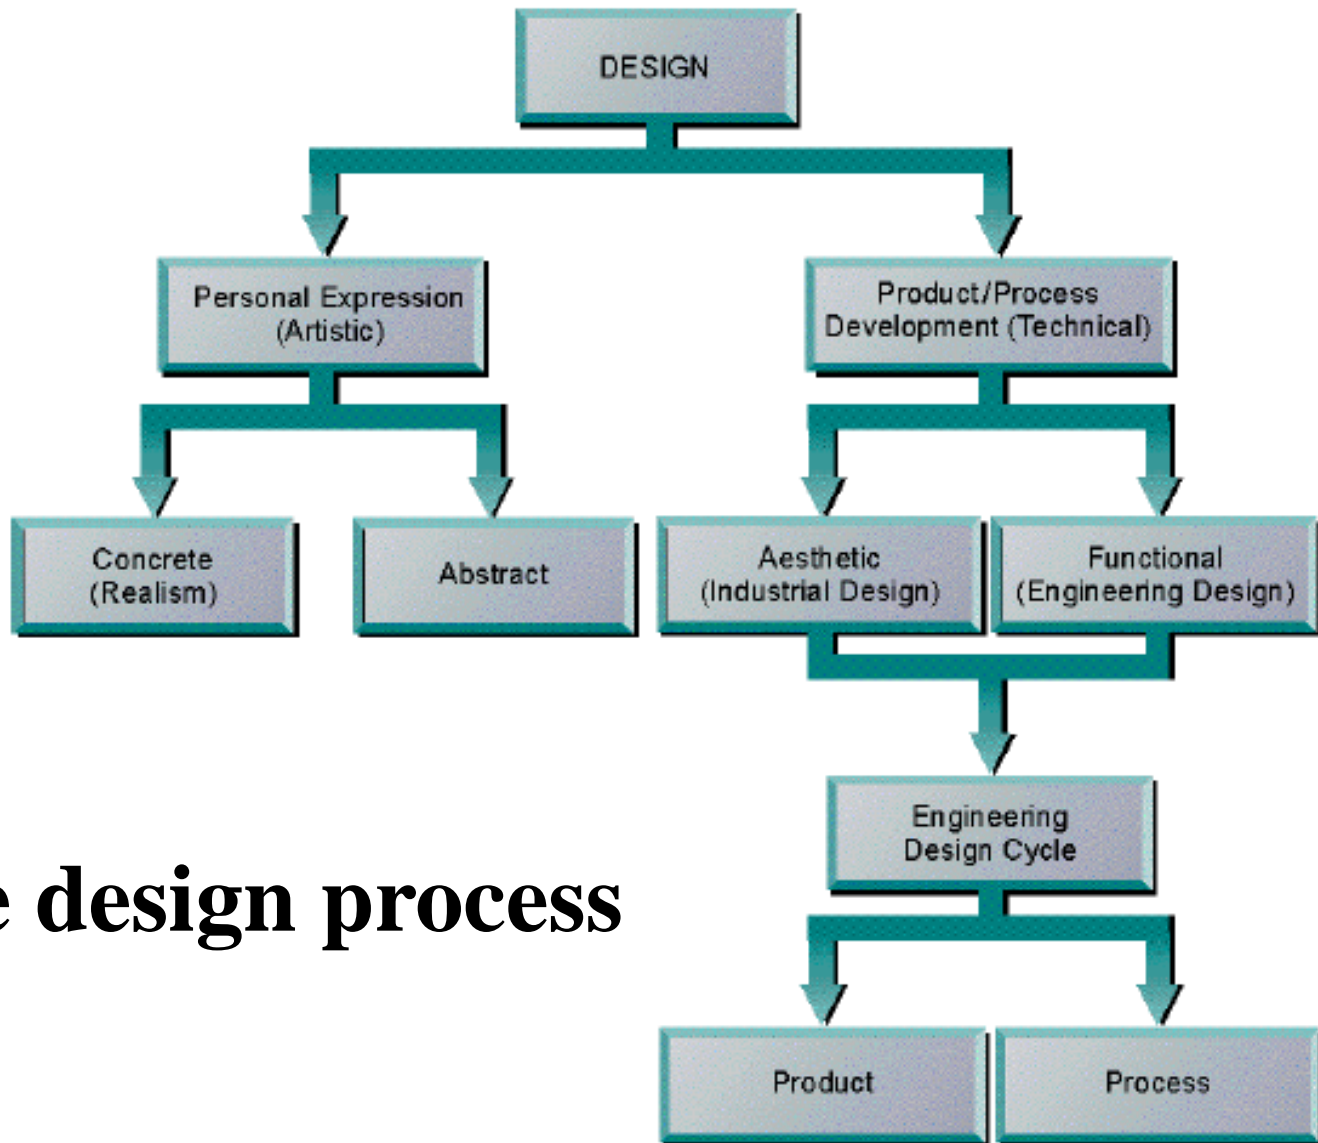 DESIGN
Personal Expression
(Artistic)
Product/Process
Development (Technical)
Concrete
(Realism)
Abstract
Aesthetic
(Industrial Design)
Functional
(Engineering Design)
Engineering
Design Cycle
e design process
Product
Process